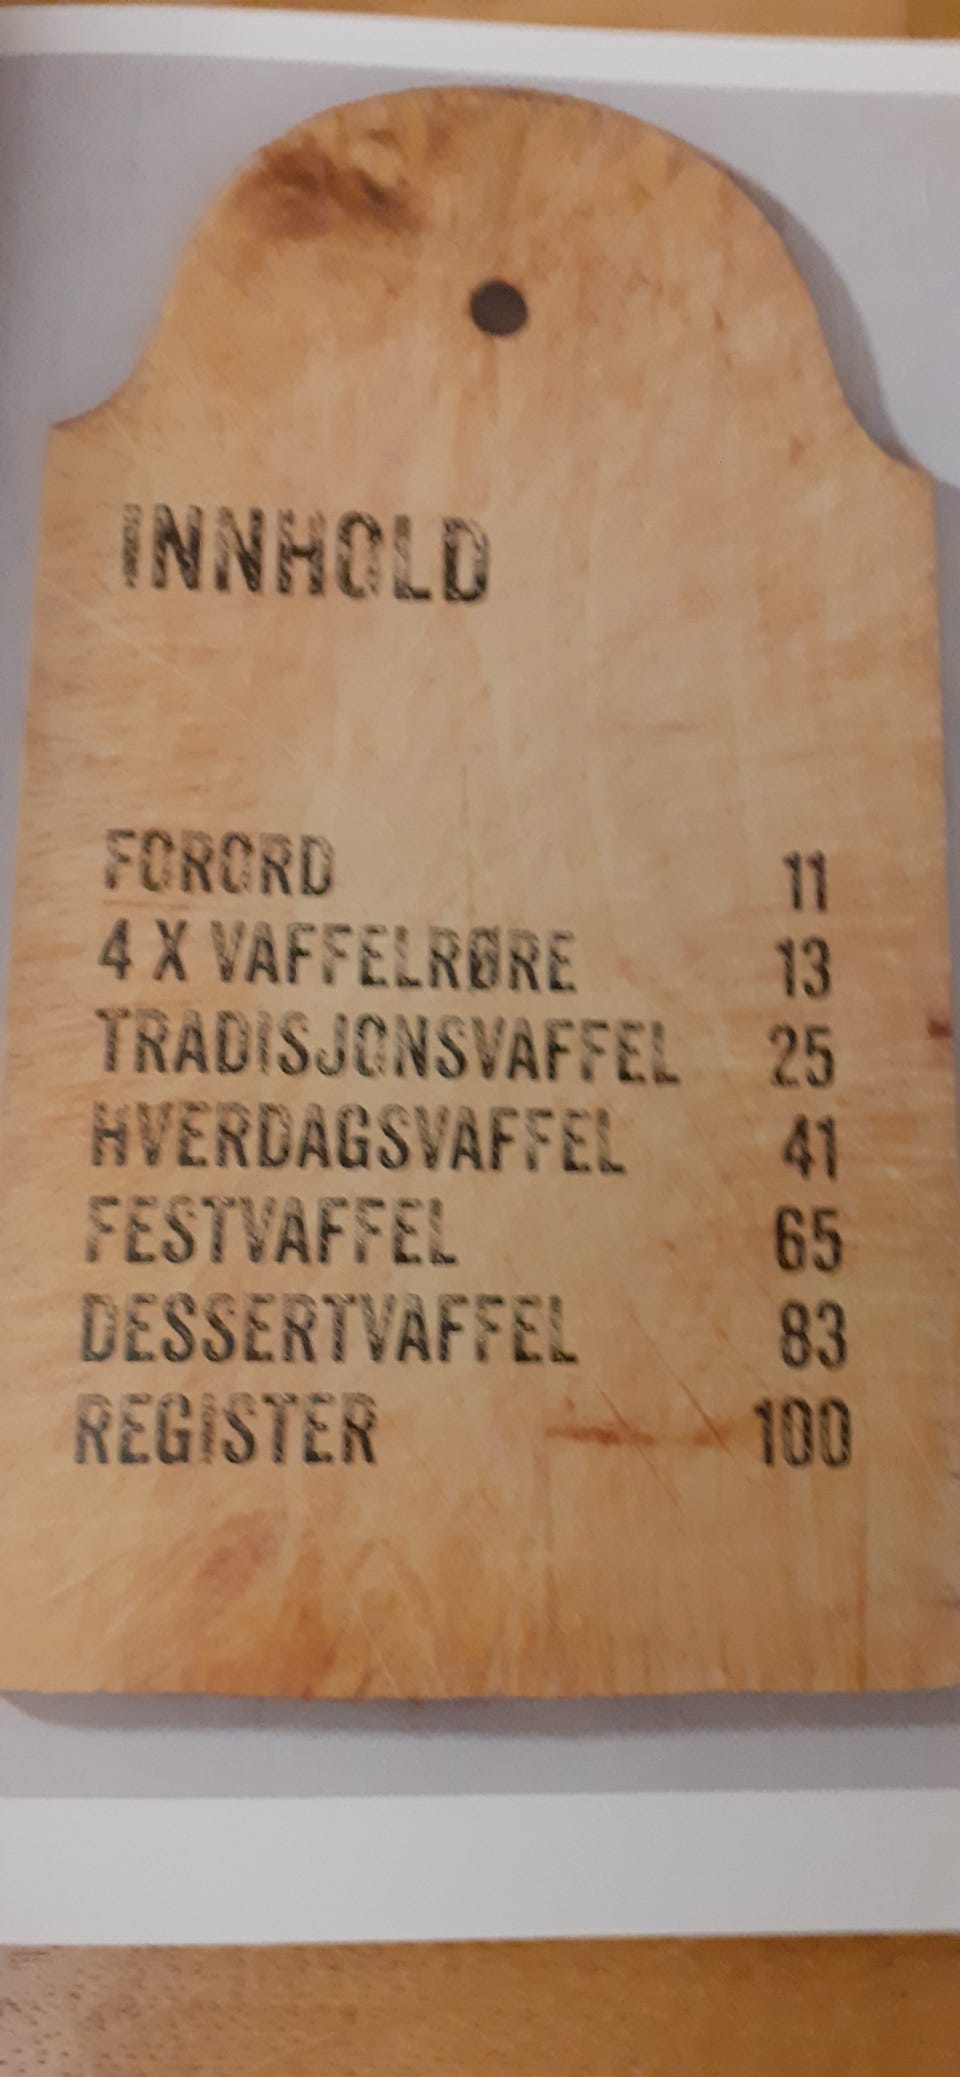 INNHOLD
FORORD 11
4 X VAFFELRØRE 13
TRADISJONSVAFFEL 25
HVERDAGSVAFFEL 41
FESTVAFFEL 65
DESSERTVAFFEL 83
REGISTER 100